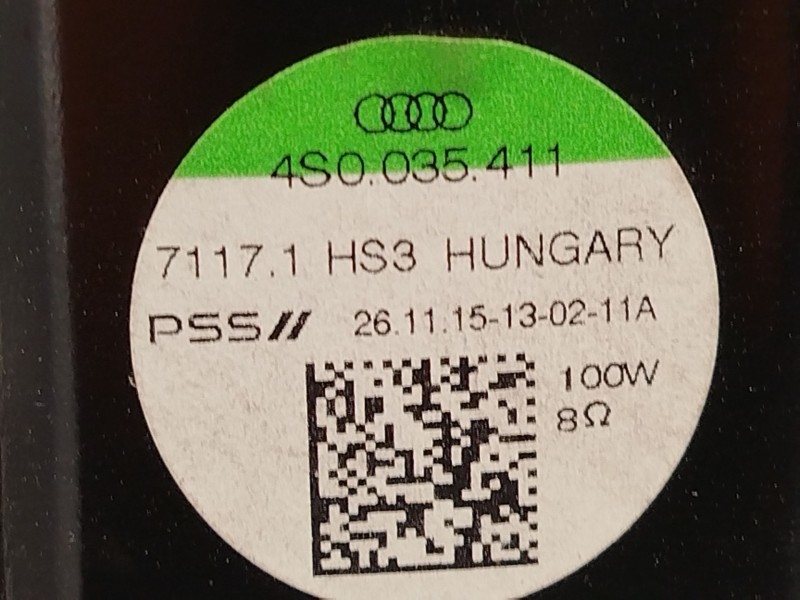 4S0.035.411
7117.1 HS3 HUNGARY
PSS// 26.11.15-13-02-11A
100W
8Ω